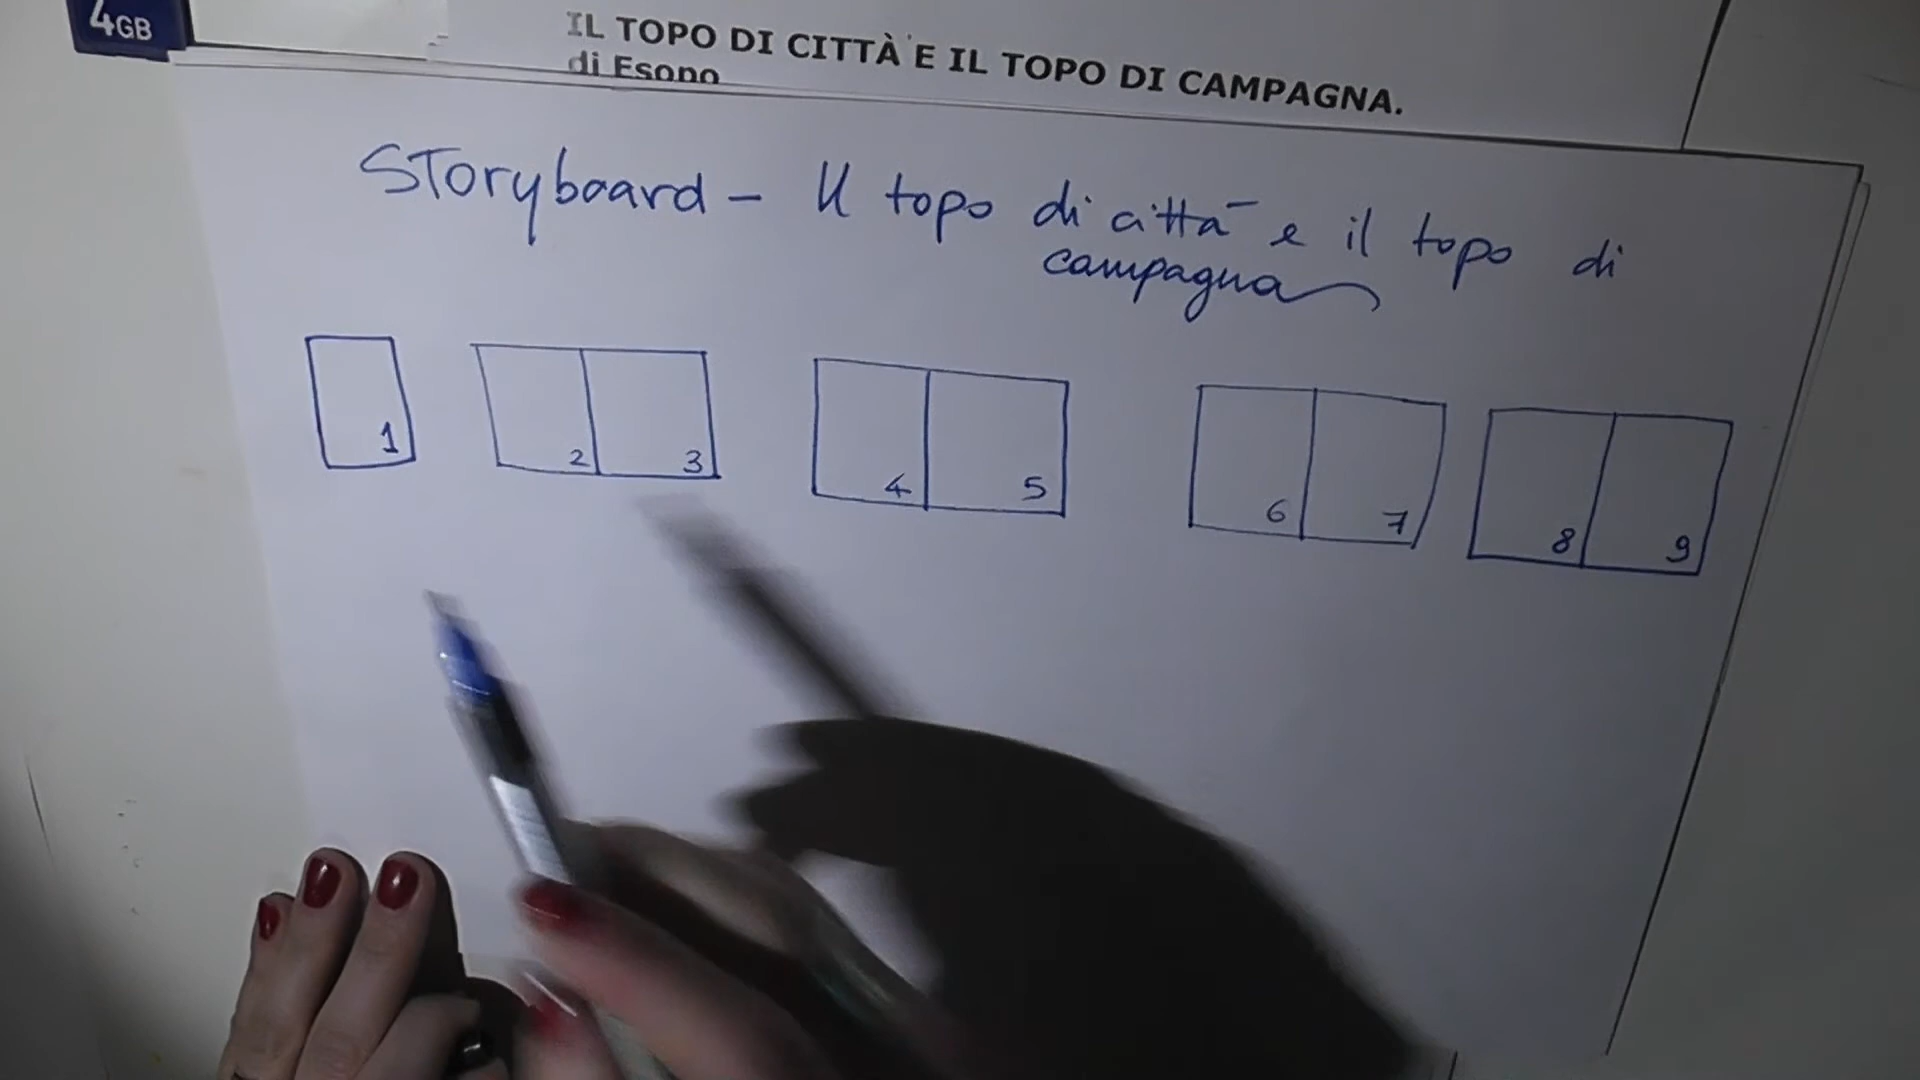 4GB
IL TOPO DI CITTÀ E IL TOPO DI CAMPAGNA.
di Esopo
Storyboard - Il topo di città e il topo di
campagna
1 2 3 4 5 6 7 8 9